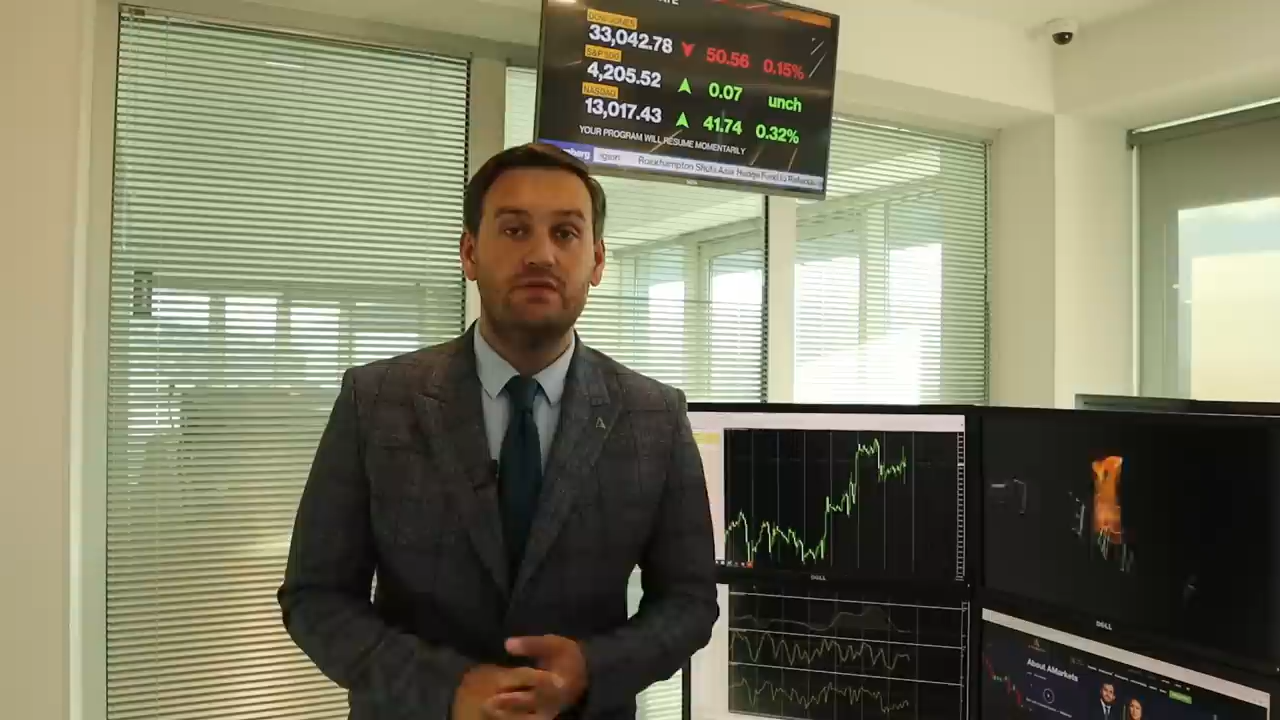 DOW JONES
33,042.78 50.56 0.15%
S&P 500
4,205.52 0.07 unch
NASDAQ
13,017.43 41.74 0.32%
YOUR PROGRAM WILL RESUME MOMENTARILY
Rockhampton Shuts Asia Hedge Fund to Refocus
DELL
DELL
About AMarkets